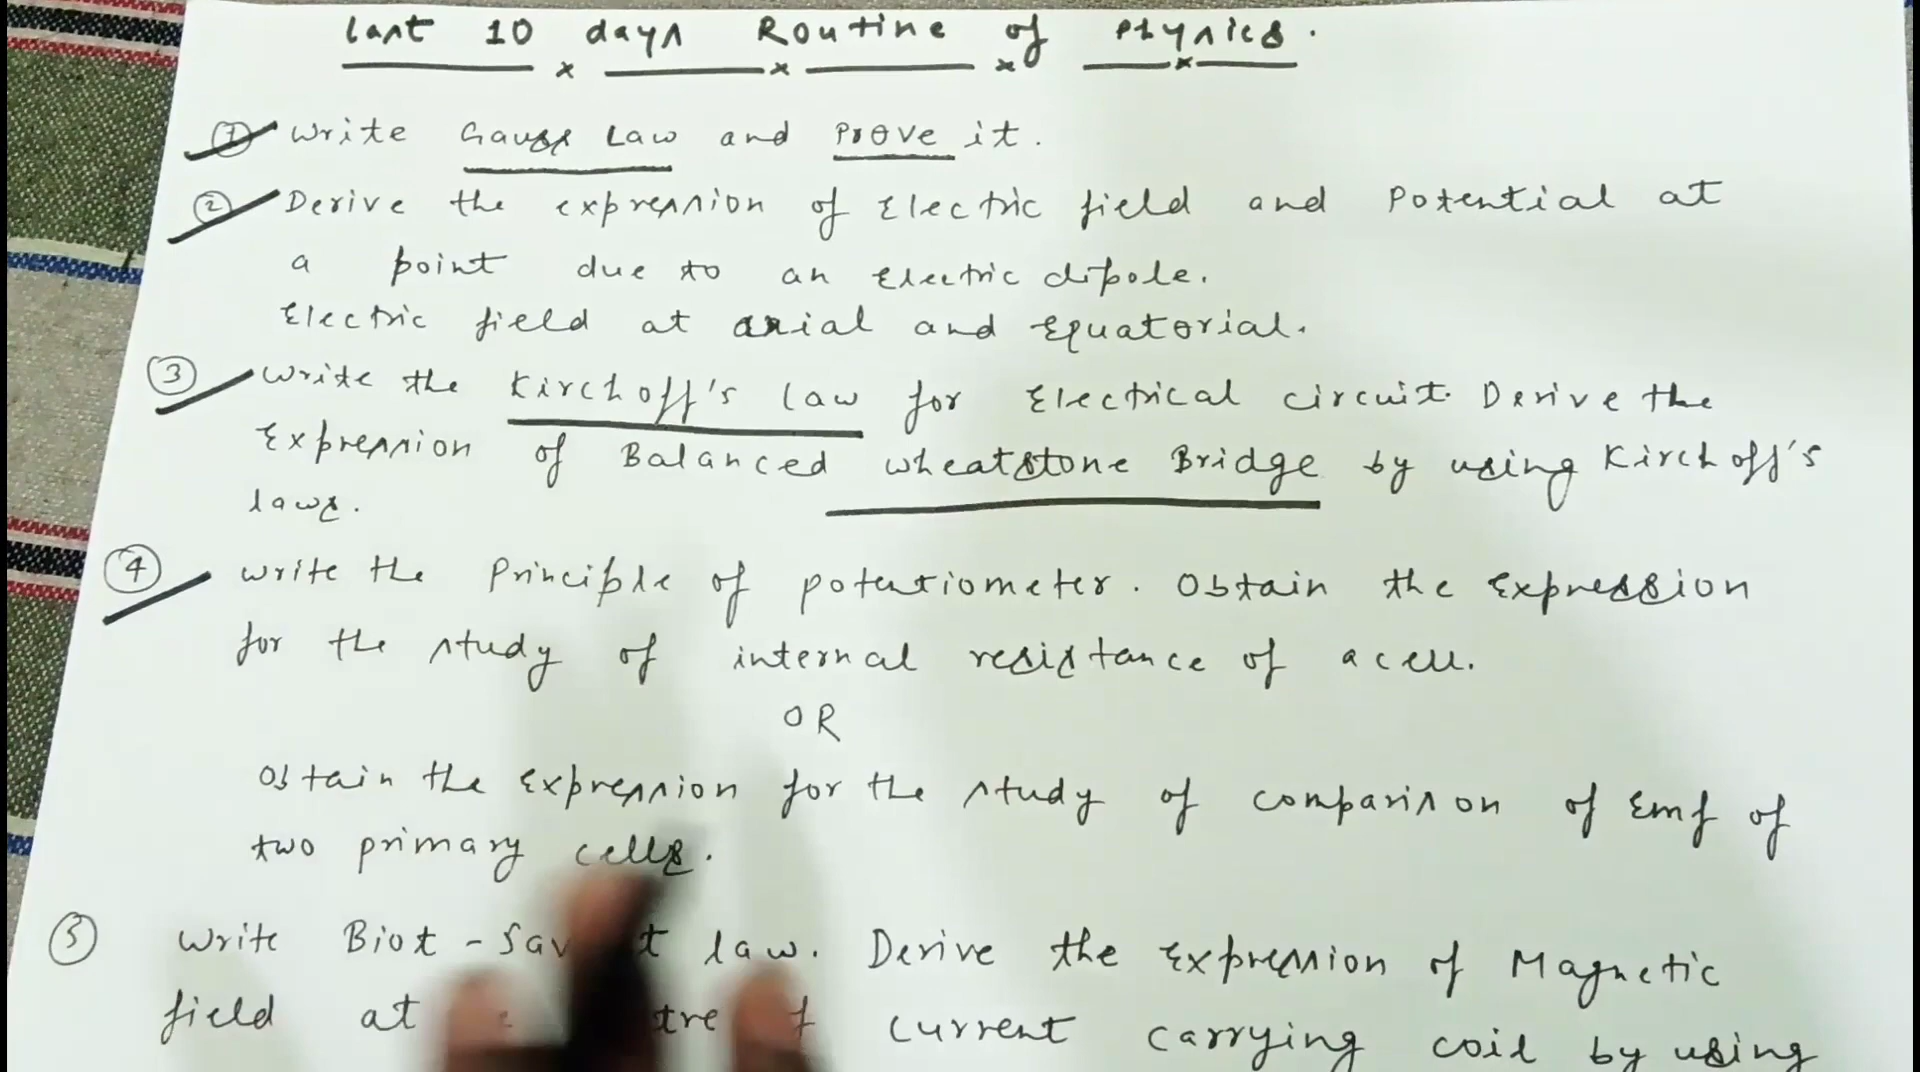 last 10 days Routine of Physics.
① Write Gauss Law and Prove it.
② Derive the expression of Electric field and Potential at
a point due to an Electric dipole.
Electric field at axial and Equatorial.
③ Write the Kirchoff's law for Electrical circuit. Derive the
Expression of Balanced Wheatstone Bridge by using Kirchoff's
laws.
④ Write the Principle of potentiometer. Obtain the Expression
for the study of internal resistance of a cell.
OR
Obtain the Expression for the study of comparison of Emf of
two primary cells.
⑤ Write Biot - law. Derive the Expression of Magnetic
field at current carrying coil by using